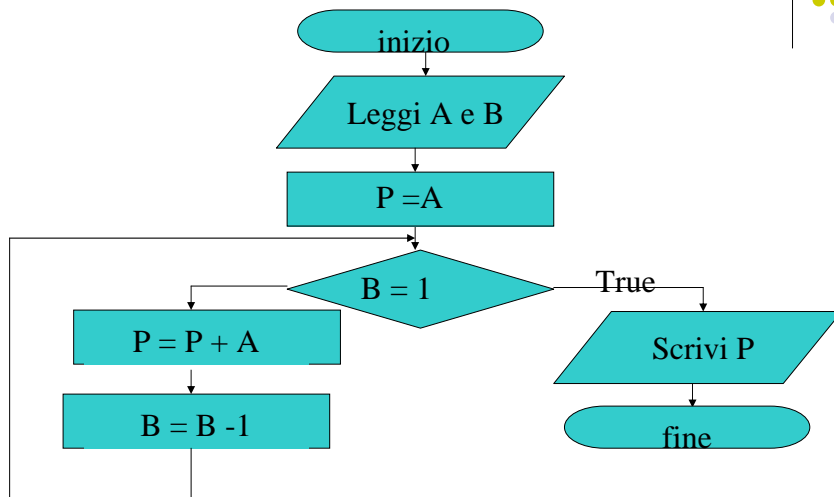 inizio
Leggi A e B
P =A
B = 1
True
P = P + A
Scrivi P
B = B -1
fine